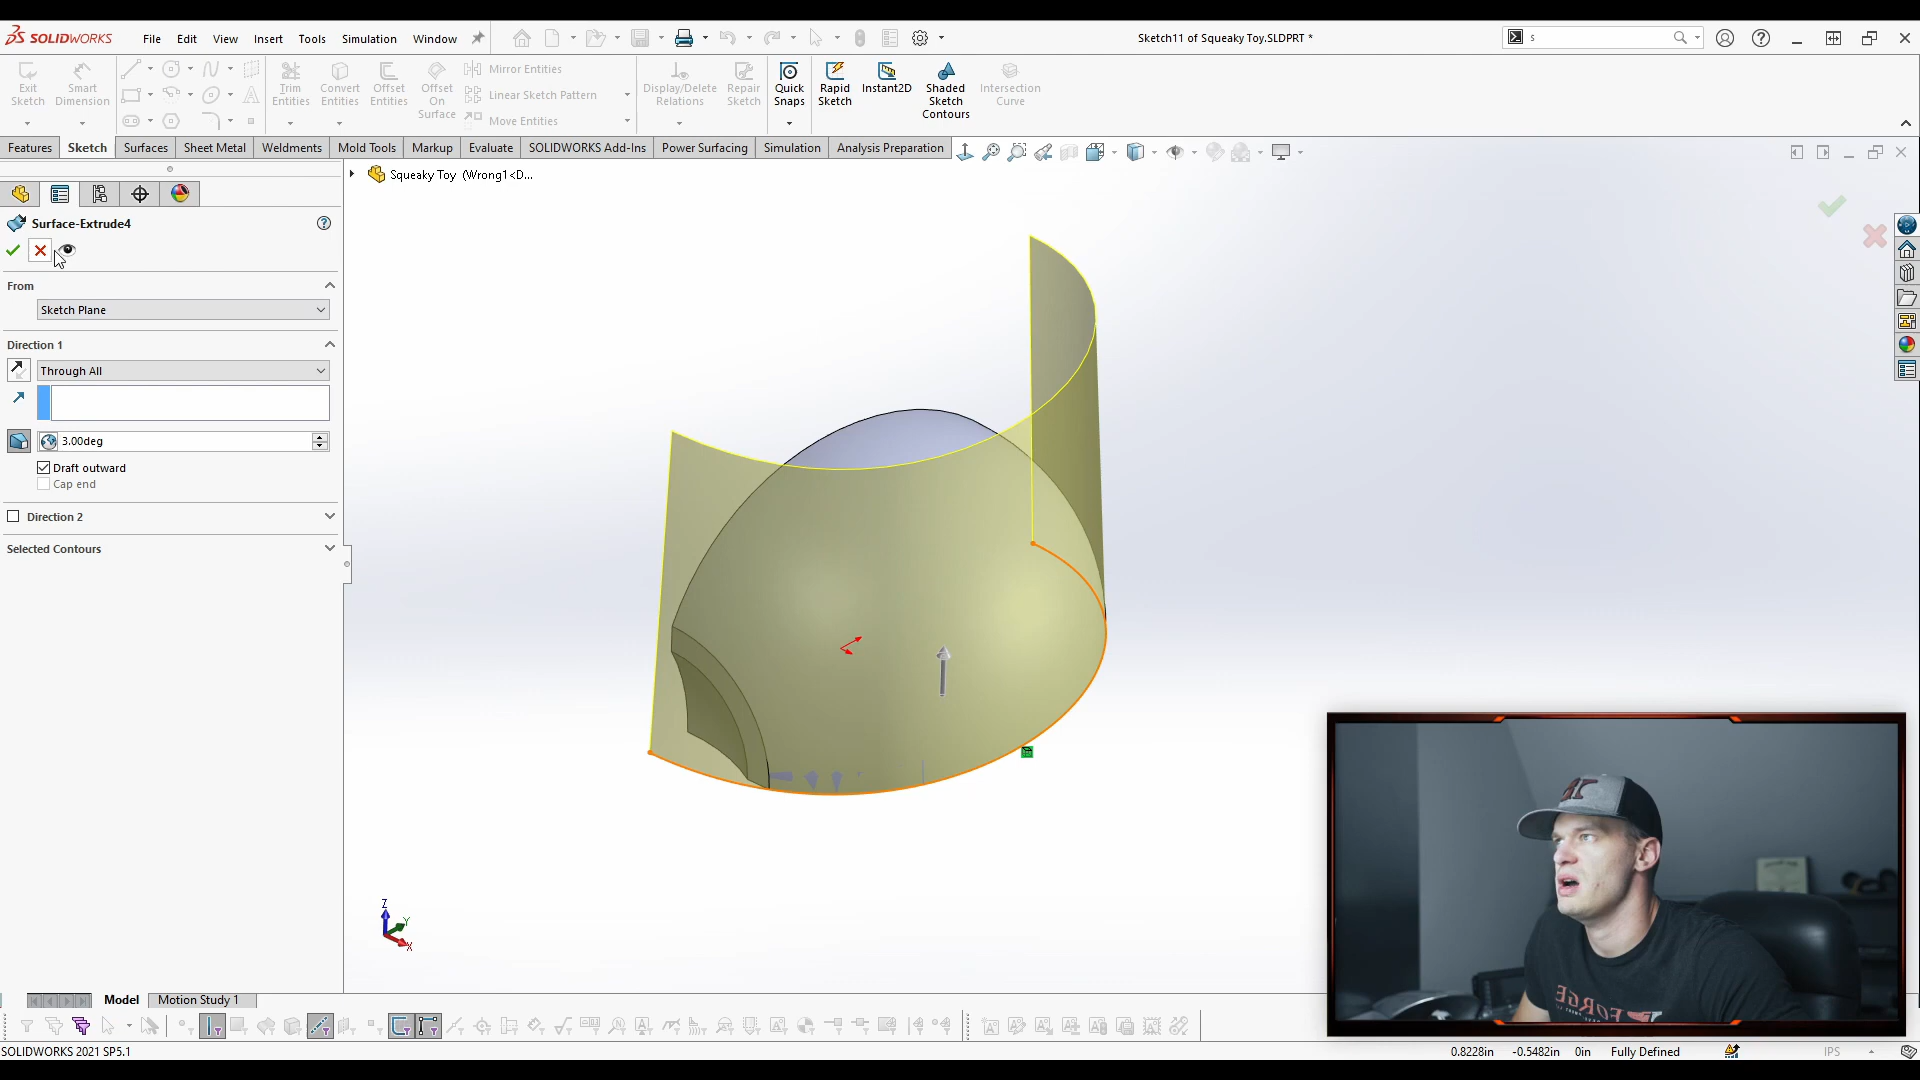 SOLIDWORKS File Edit View Insert Tools Simulation Window Sketch11 of Squeaky Toy.SLDPRT * s
Exit Sketch
Smart Dimension
Trim Entities
Convert Entities
Offset Entities
Offset On Surface
Mirror Entities
Linear Sketch Pattern
Move Entities
Display/Delete Relations
Repair Sketch
Quick Snaps
Rapid Sketch
Instant2D
Shaded Sketch Contours
Intersection Curve
Features Sketch Surfaces Sheet Metal Weldments Mold Tools Markup Evaluate SOLIDWORKS Add-Ins Power Surfacing Simulation Analysis Preparation
Squeaky Toy (Wrong1<D...
Surface-Extrude4
From
Sketch Plane
Direction 1
Through All
3.00deg
Draft outward
Cap end
Direction 2
Selected Contours
Z
Y
X
FORGE
Model Motion Study 1
SOLIDWORKS 2021 SP5.1 0.8228in -0.5482in 0in Fully Defined IPS